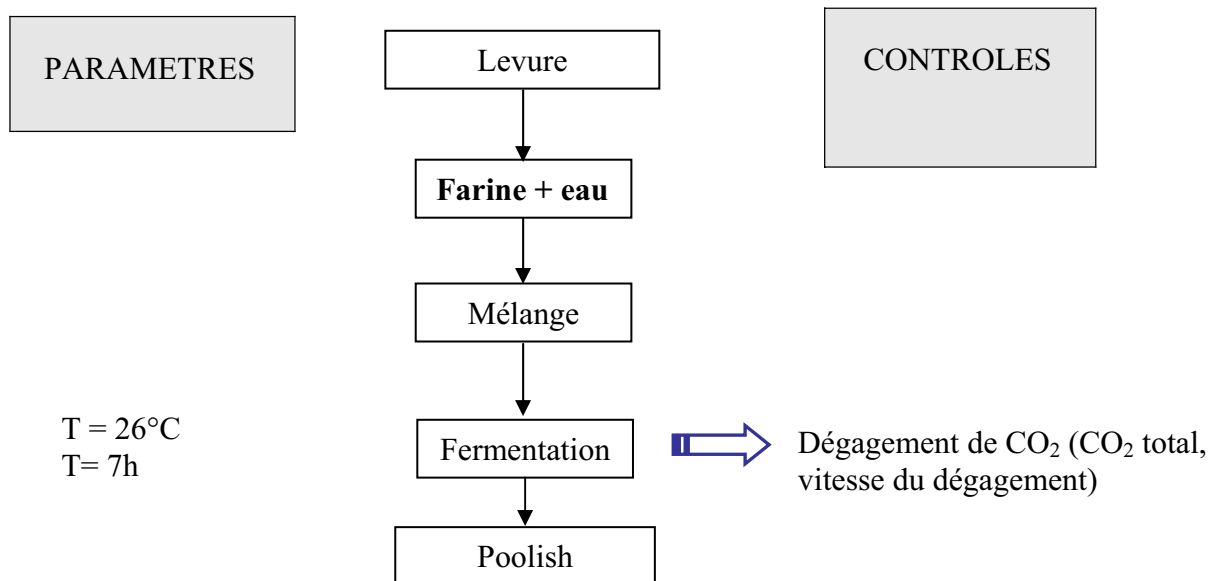 PARAMETRES
Levure
CONTROLES
Farine + eau
Mélange
T = 26°C
T= 7h
Fermentation
Dégagement de CO₂ (CO₂ total,
vitesse du dégagement)
Poolish